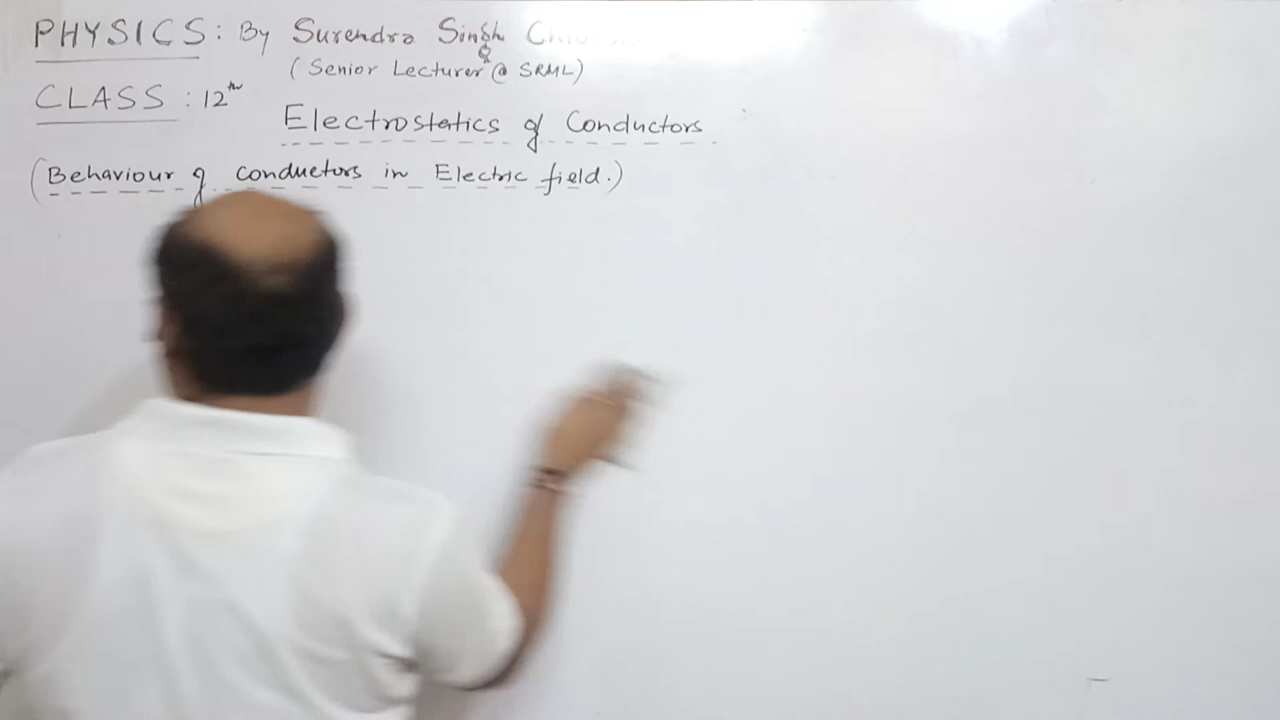 PHYSICS: By Surendra Singh
(Senior Lecturer @ SRML)
CLASS: 12th
Electrostatics of Conductors
(Behaviour of conductors in Electric field.)